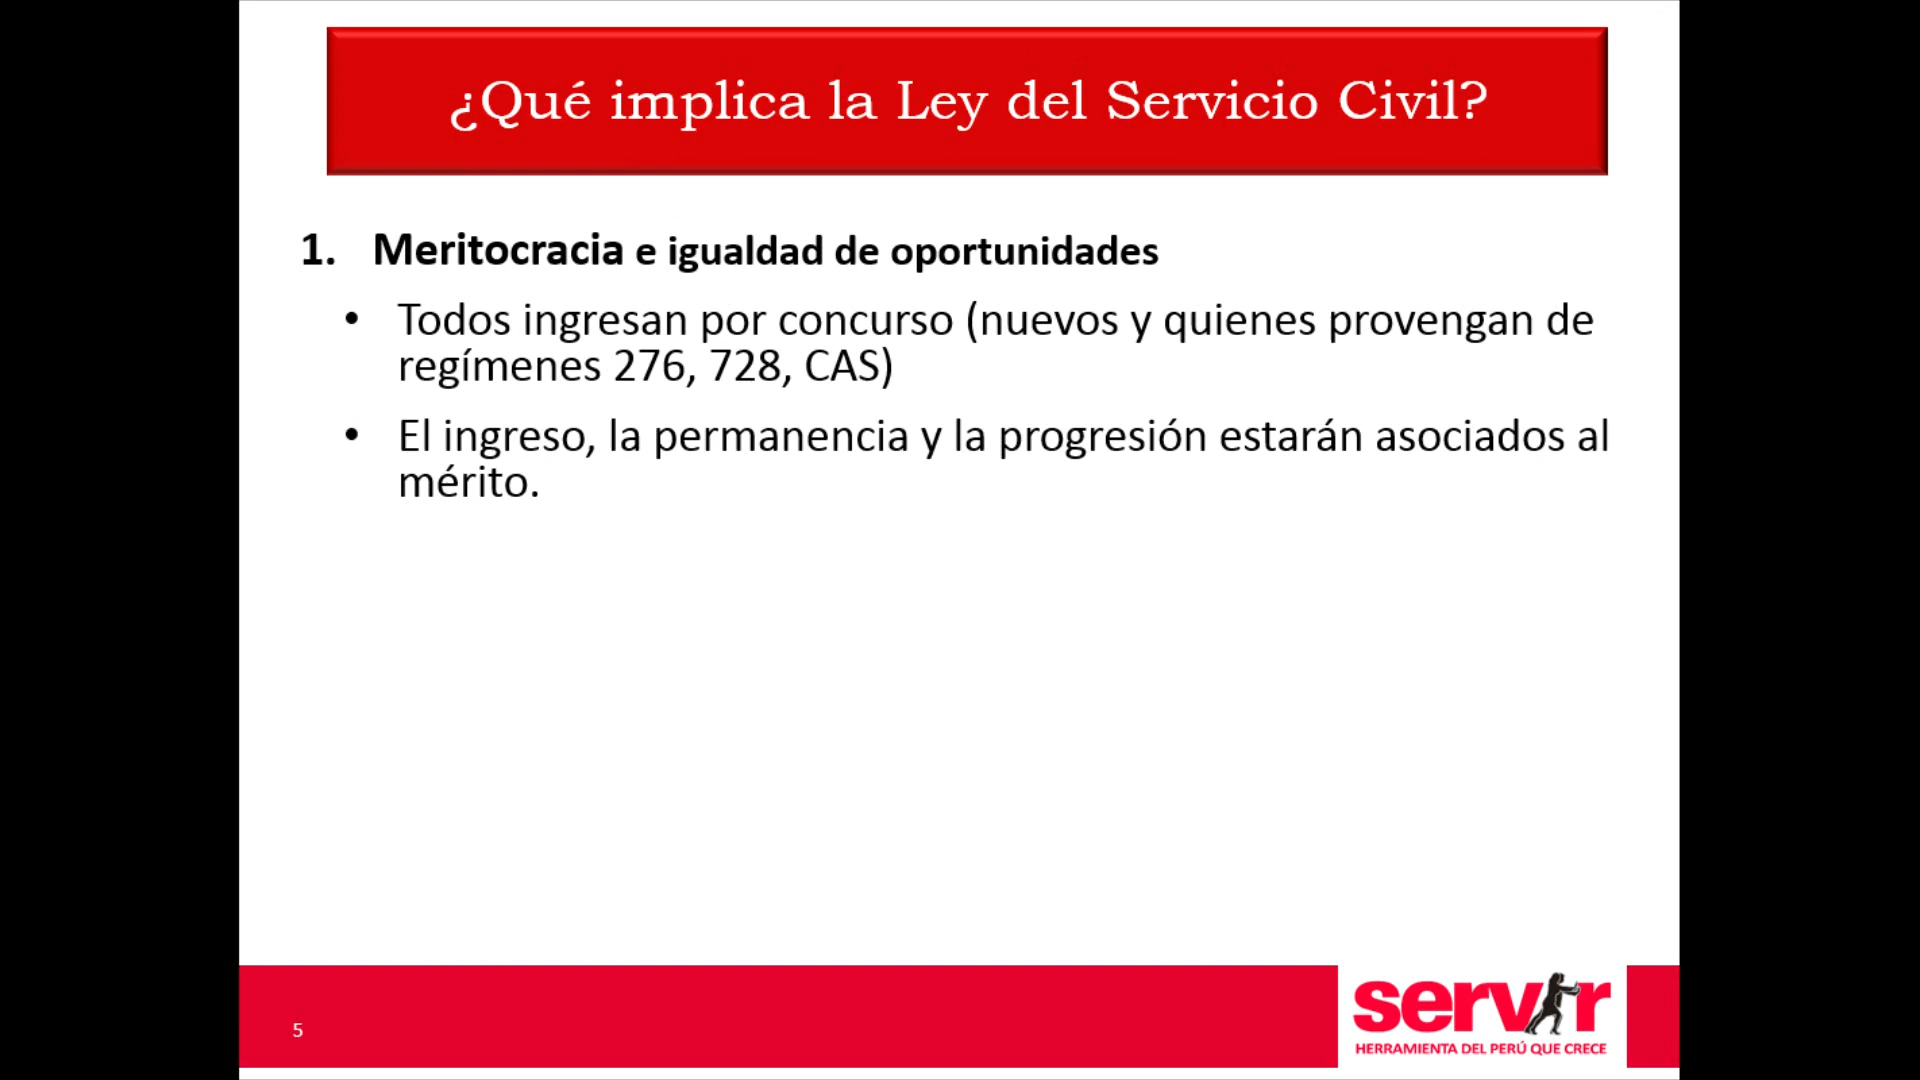 ¿Qué implica la Ley del Servicio Civil?
1. Meritocracia e igualdad de oportunidades
• Todos ingresan por concurso (nuevos y quienes provengan de
regímenes 276, 728, CAS)
• El ingreso, la permanencia y la progresión estarán asociados al
mérito.
5
servir
HERRAMIENTA DEL PERÚ QUE CRECE